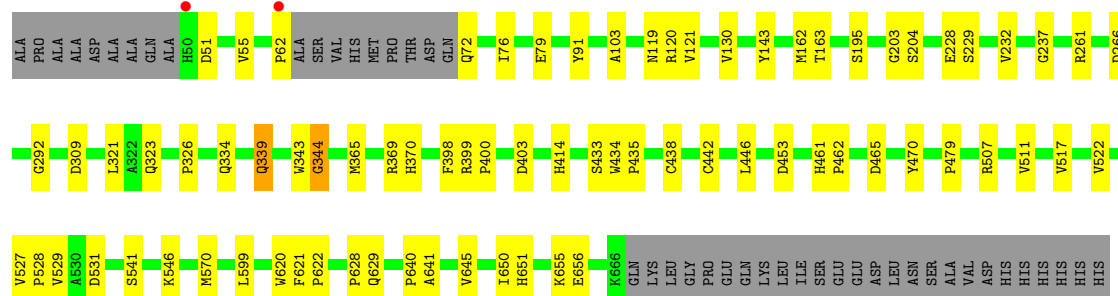 ALA PRO ALA ALA ASP ALA ALA GLN ALA H50 D51 V55 P62 ALA SER VAL HIS MET PRO THR ASP GLN Q72 I76 E79 Y91 A103 N119 R120 V121 V130 Y143 M162 T163 S195 G203 S204 E228 S229 V232 G237 R261 D266
G292 D309 L321 A322 Q323 P326 Q334 Q339 W343 G344 M365 R369 H370 F398 R399 P400 D403 H414 S433 W434 P435 C438 C442 L446 D453 H461 P462 D465 Y470 P479 R507 V511 V517 V522
V527 P528 V529 A530 D531 S541 K546 M570 L599 W620 F621 P622 P628 Q629 P640 A641 V645 I650 H651 K655 E656 K666 GLN LYS LEU GLY PRO GLU GLN LYS LEU ILE SER GLU GLU ASP LEU ASN SER ALA VAL ASP HIS HIS HIS HIS HIS HIS